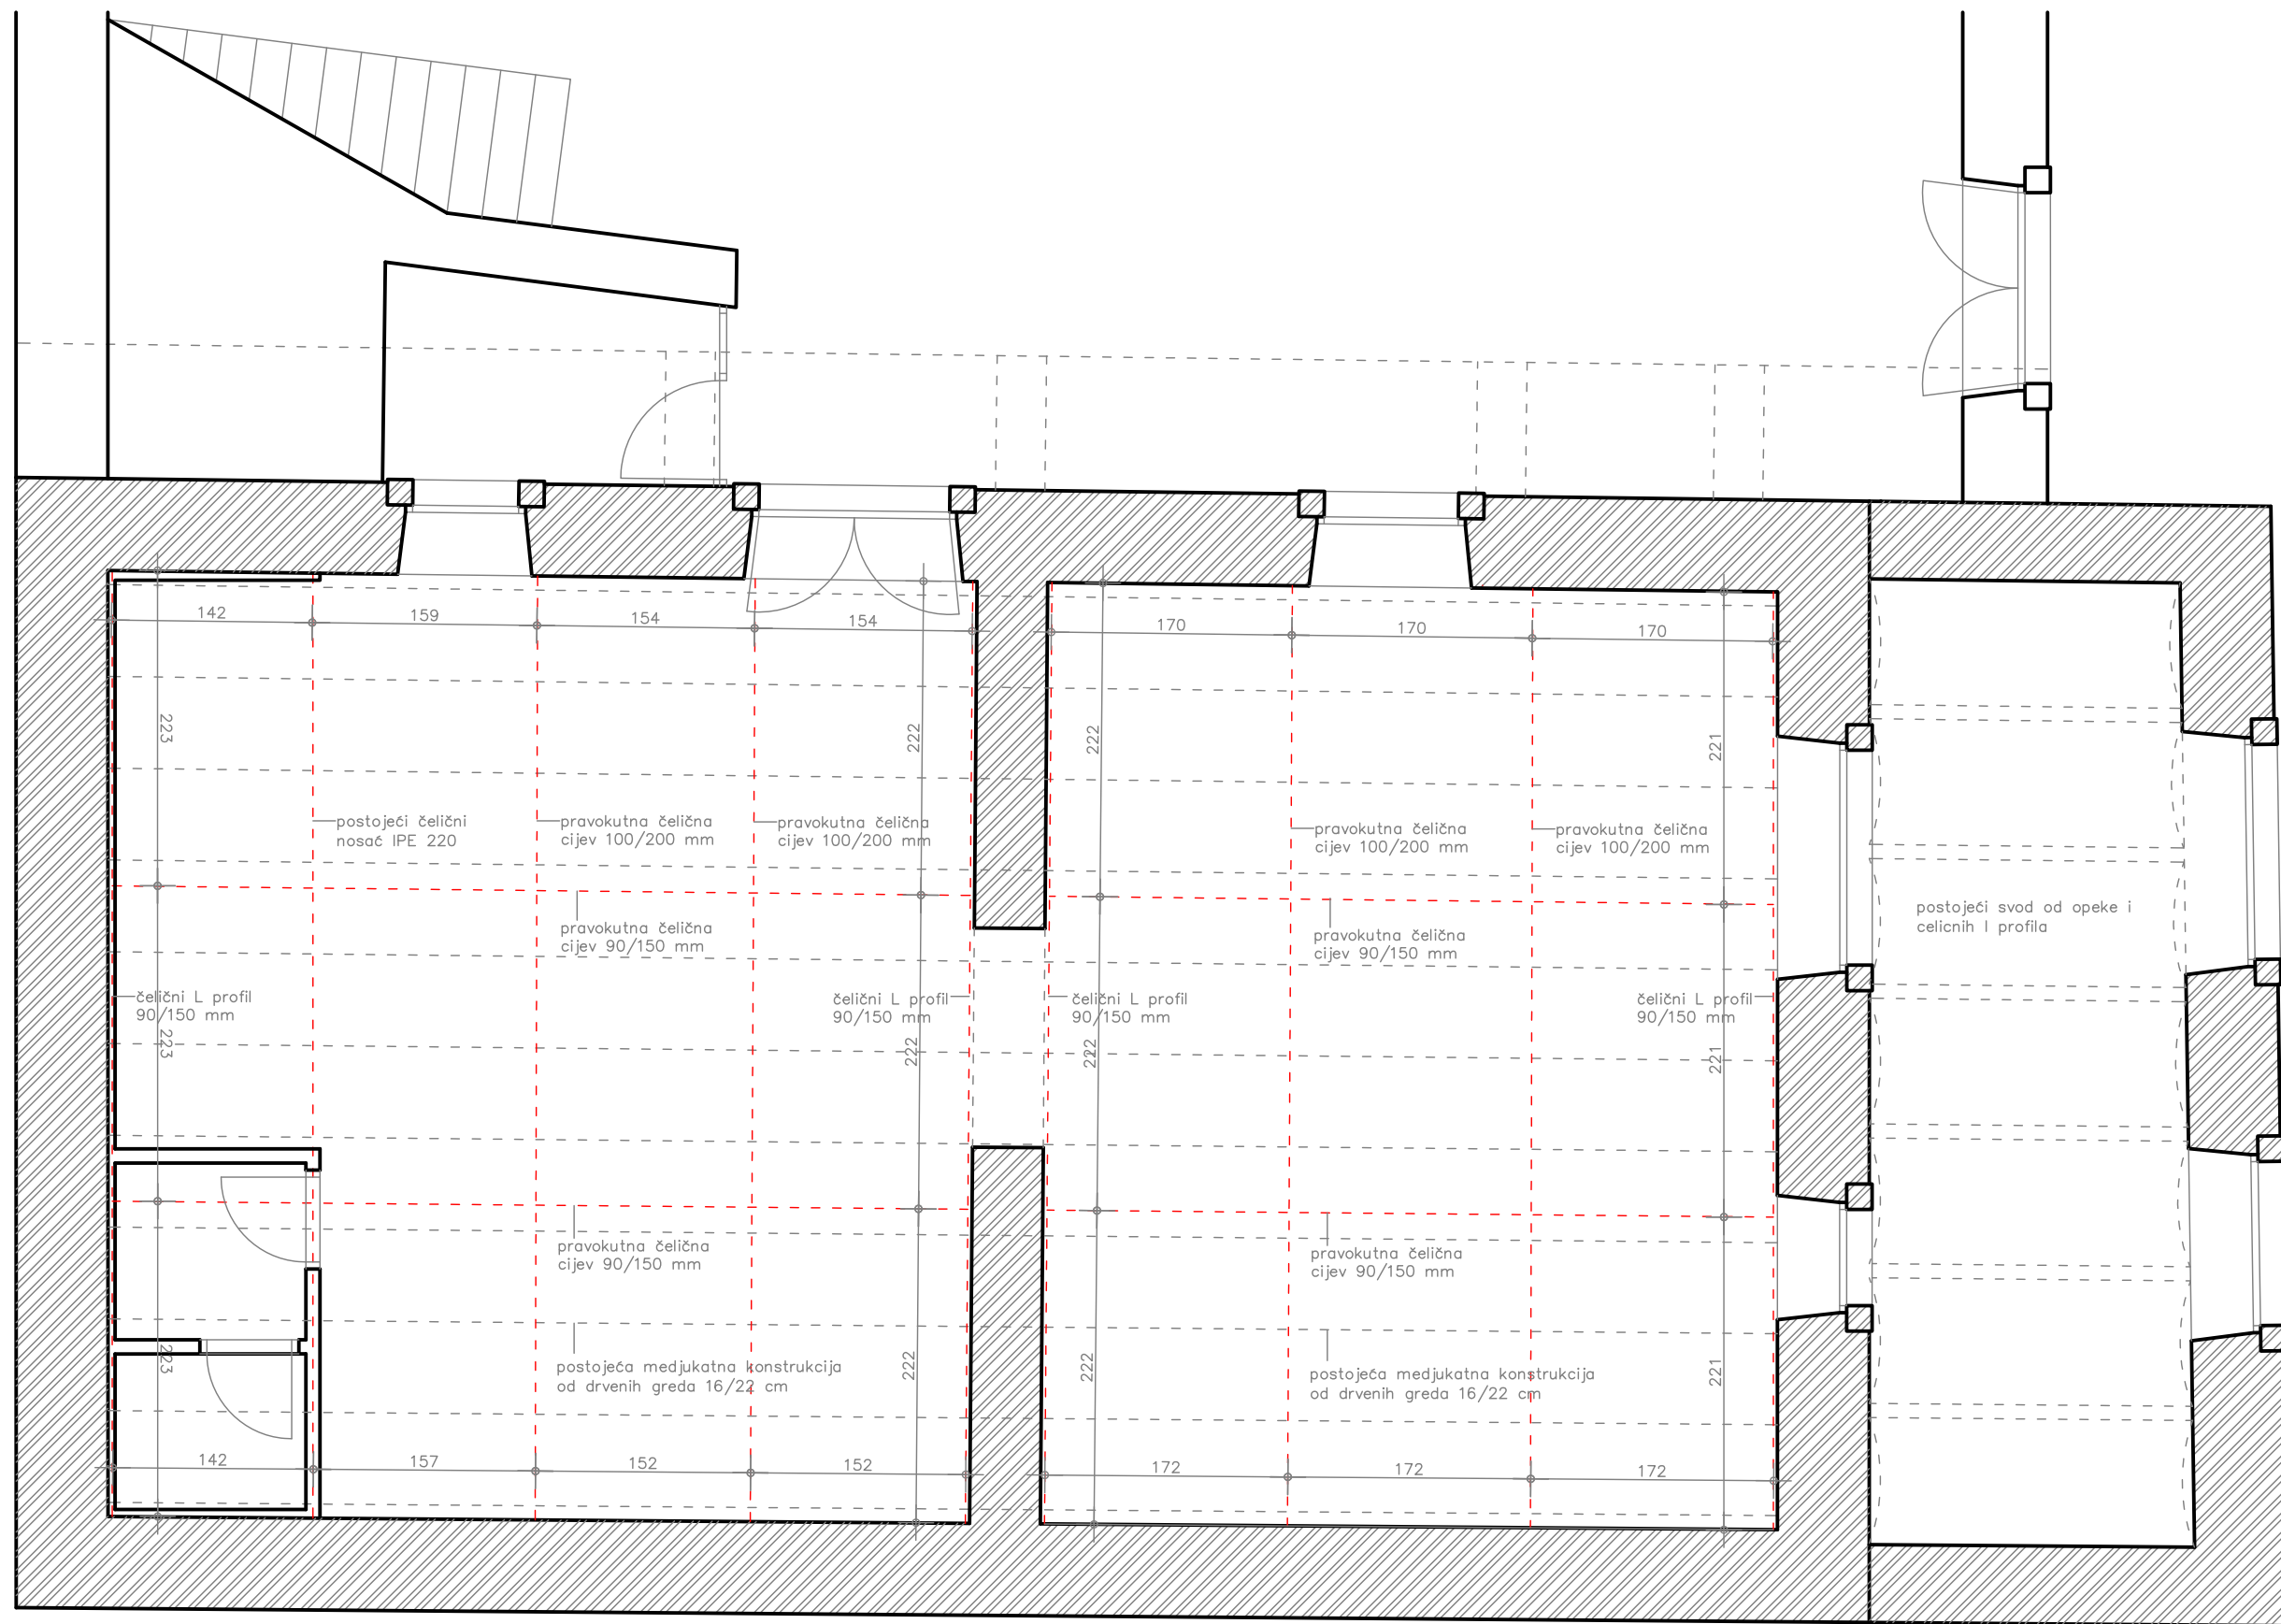 142
159
154
154
170
170
170
223
222
222
221
postojeći čelični
nosač IPE 220
pravokutna čelična
cijev 100/200 mm
pravokutna čelična
cijev 100/200 mm
pravokutna čelična
cijev 100/200 mm
pravokutna čelična
cijev 100/200 mm
pravokutna čelična
cijev 90/150 mm
pravokutna čelična
cijev 90/150 mm
postojeći svod od opeke i
celicnih I profila
čelični L profil
90/150 mm
čelični L profil
90/150 mm
čelični L profil
90/150 mm
čelični L profil
90/150 mm
223
222
222
221
pravokutna čelična
cijev 90/150 mm
pravokutna čelična
cijev 90/150 mm
223
222
222
221
postojeća medjukatna konstrukcija
od drvenih greda 16/22 cm
postojeća medjukatna konstrukcija
od drvenih greda 16/22 cm
142
157
152
152
172
172
172